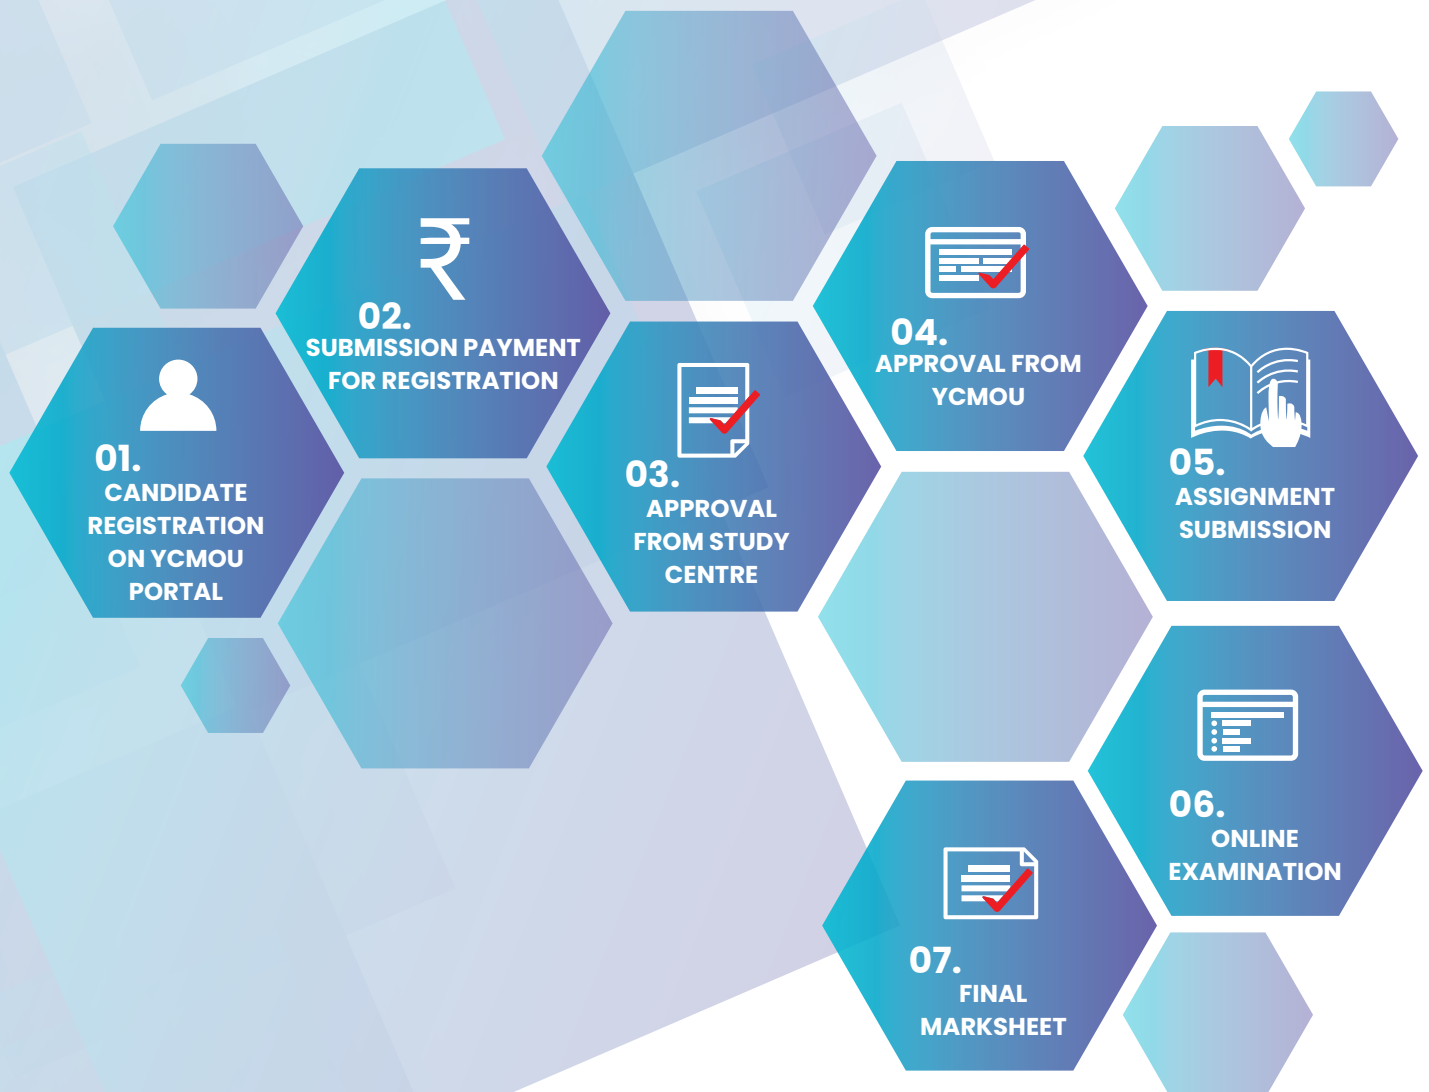 01.
CANDIDATE
REGISTRATION
ON YCMOU
PORTAL
₹
02.
SUBMISSION PAYMENT
FOR REGISTRATION
03.
APPROVAL
FROM STUDY
CENTRE
04.
APPROVAL FROM
YCMOU
05.
ASSIGNMENT
SUBMISSION
06.
ONLINE
EXAMINATION
07.
FINAL
MARKSHEET